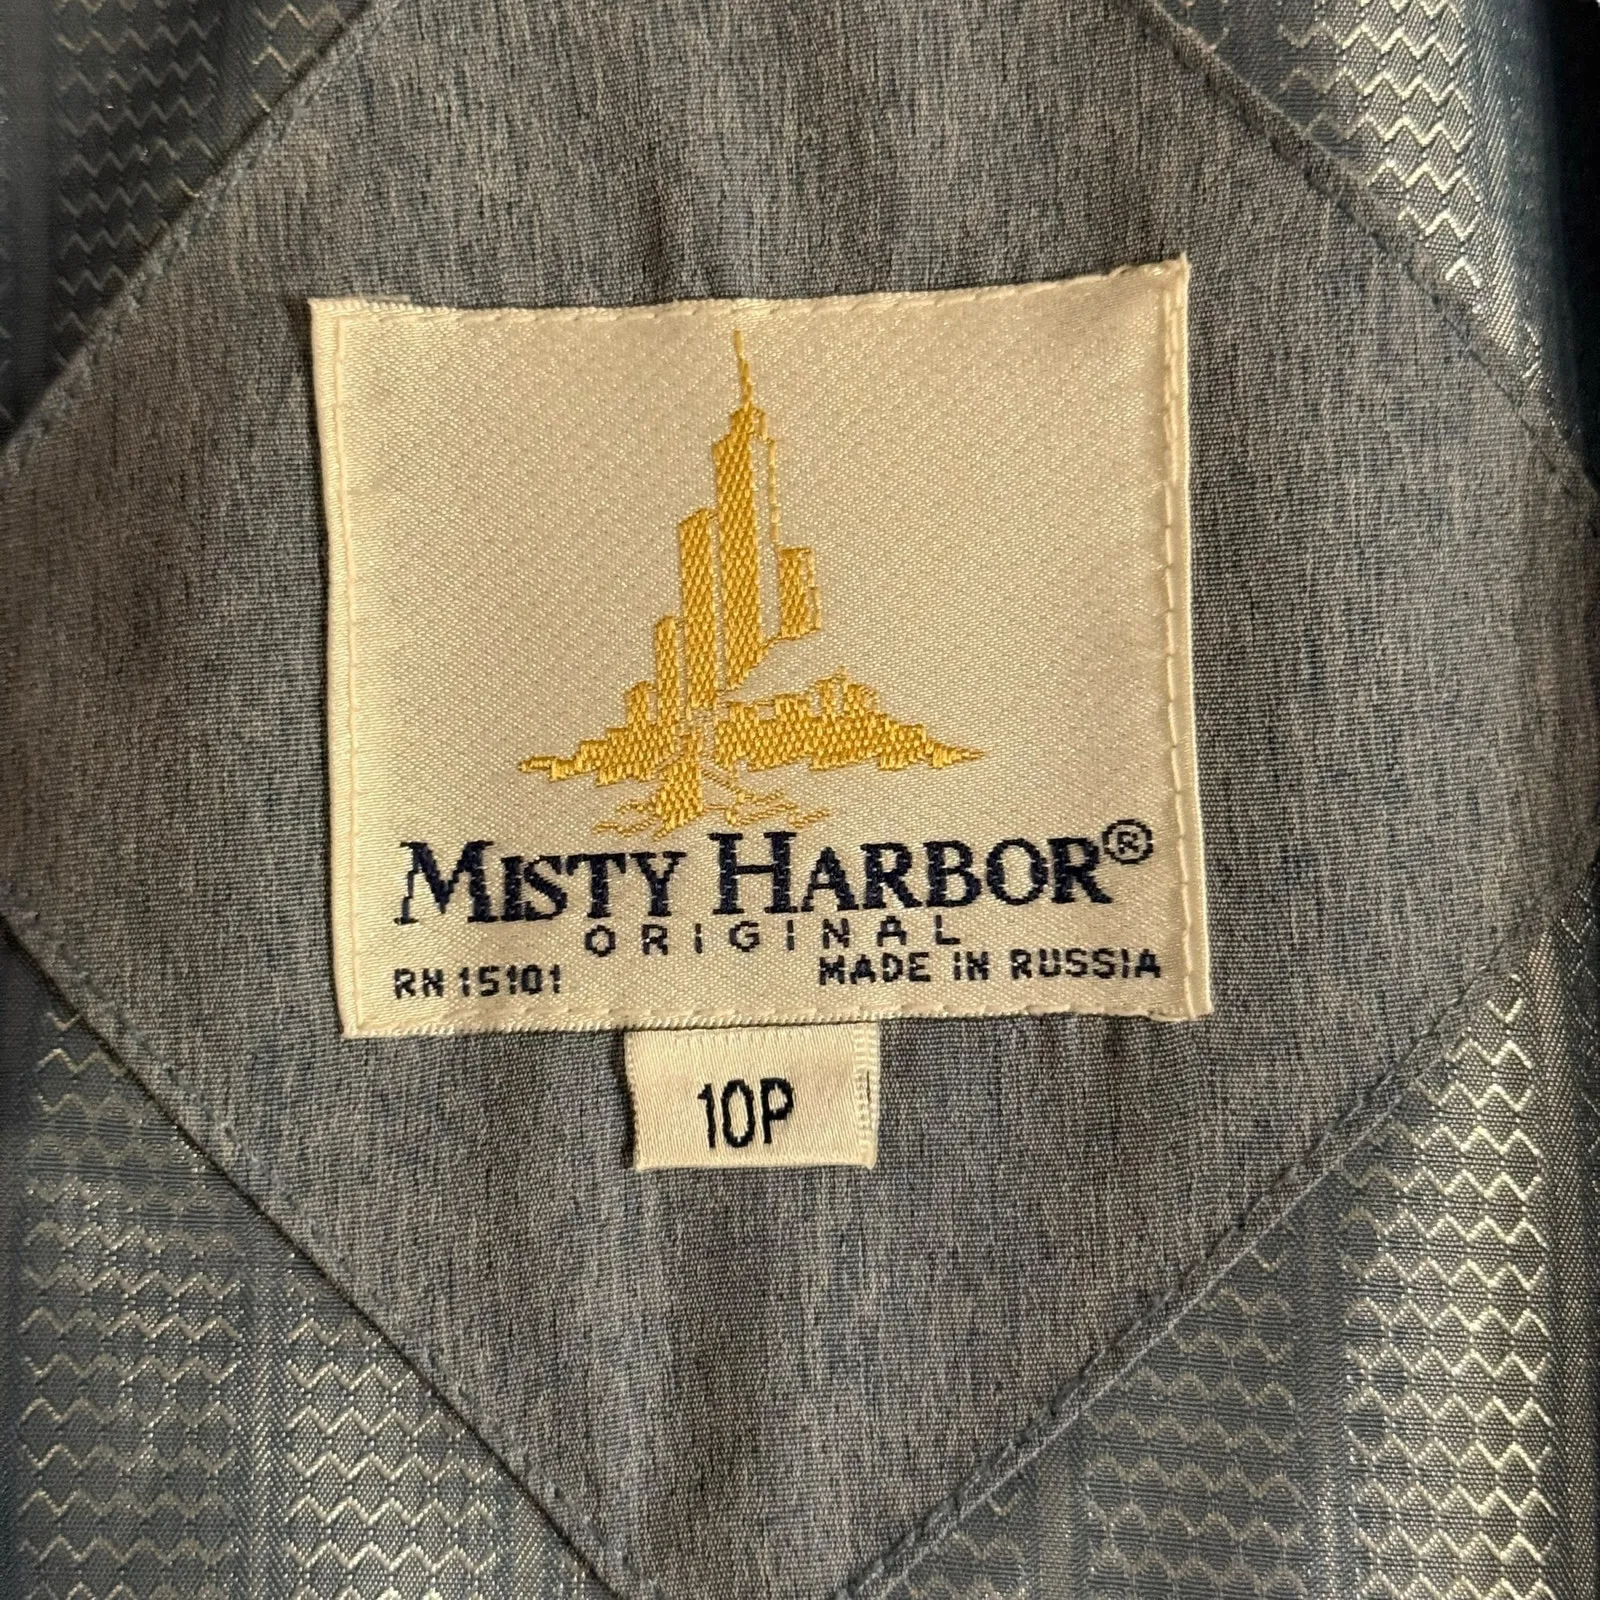 MISTY HARBOR®
ORIGINAL
RN 15101 MADE IN RUSSIA
10P